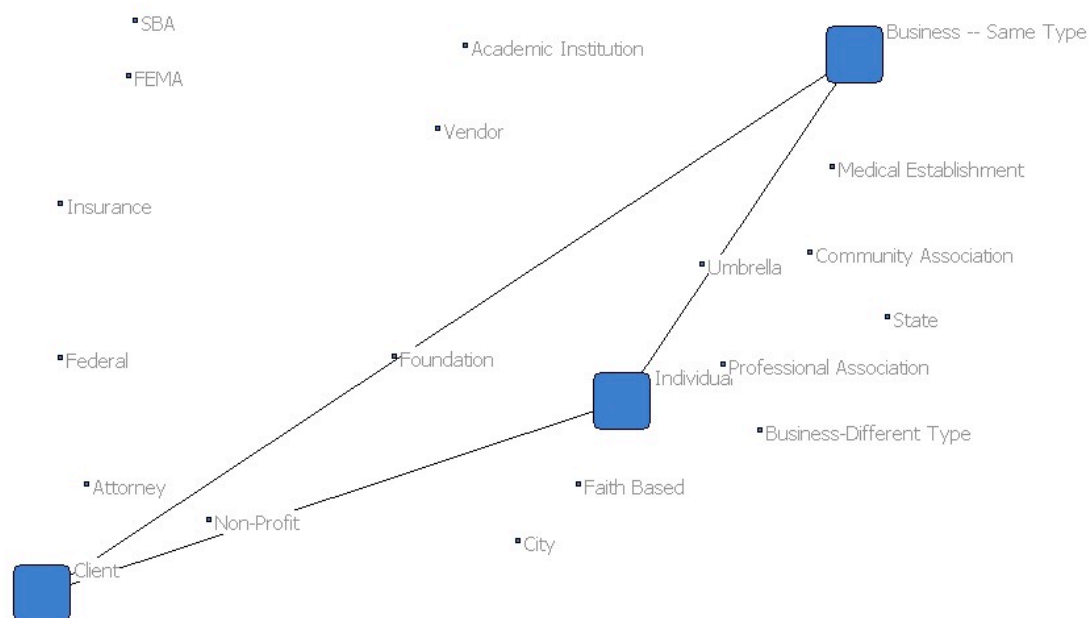 SBA
Business -- Same Type
Academic Institution
FEMA
Vendor
Medical Establishment
Insurance
Community Association
Umbrella
State
Federal
Foundation
Professional Association
Individual
Business-Different Type
Attorney
Faith Based
Non-Profit
City
Client